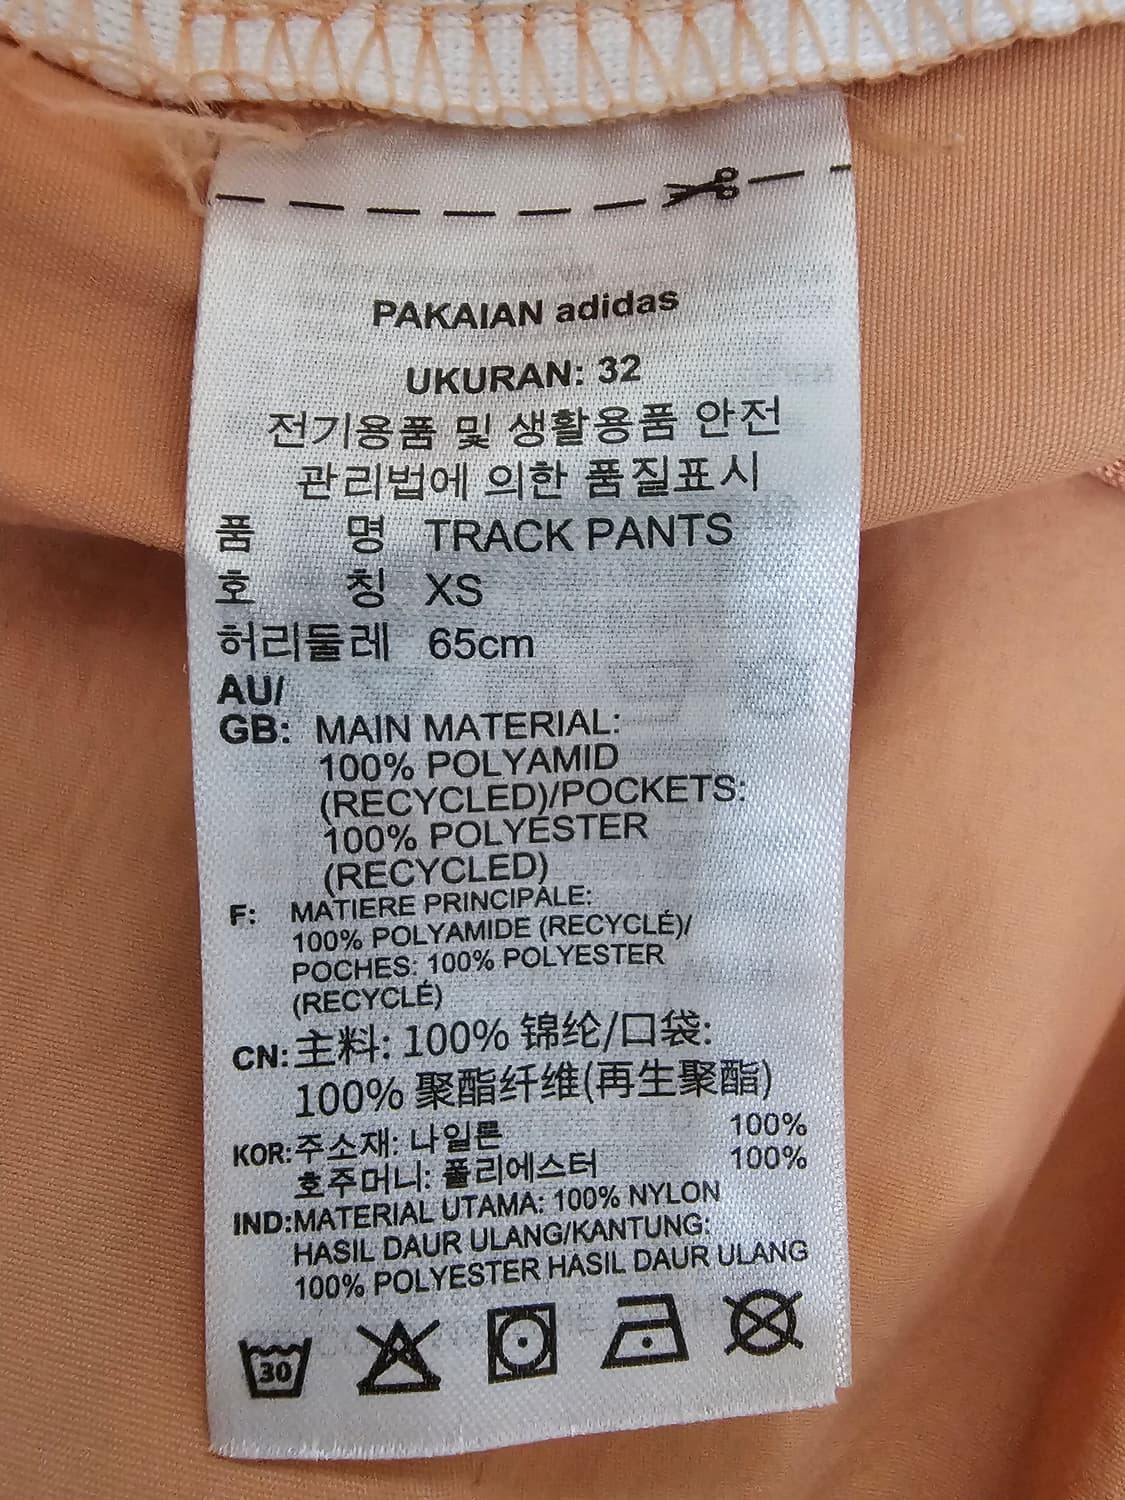 PAKAIAN adidas
UKURAN: 32
전기용품 및 생활용품 안전
관리법에 의한 품질표시
품 명 TRACK PANTS
호 칭 XS
허리둘레 65cm
AU/
GB: MAIN MATERIAL:
100% POLYAMID
(RECYCLED)/POCKETS:
100% POLYESTER
(RECYCLED)
F: MATIERE PRINCIPALE:
100% POLYAMIDE (RECYCLÉ)/
POCHES: 100% POLYESTER
(RECYCLÉ)
CN: 主料: 100% 锦纶/口袋:
100% 聚酯纤维(再生聚酯)
KOR: 주소재: 나일론 100%
호주머니: 폴리에스터 100%
IND: MATERIAL UTAMA: 100% NYLON
HASIL DAUR ULANG/KANTUNG:
100% POLYESTER HASIL DAUR ULANG
30